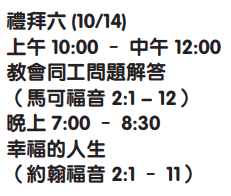 禮拜六 (10/14)
上午 10:00 – 中午 12:00
教會同工問題解答
（馬可福音 2:1 – 12）
晚上 7:00 – 8:30
幸福的人生
（約翰福音 2:1 – 11）